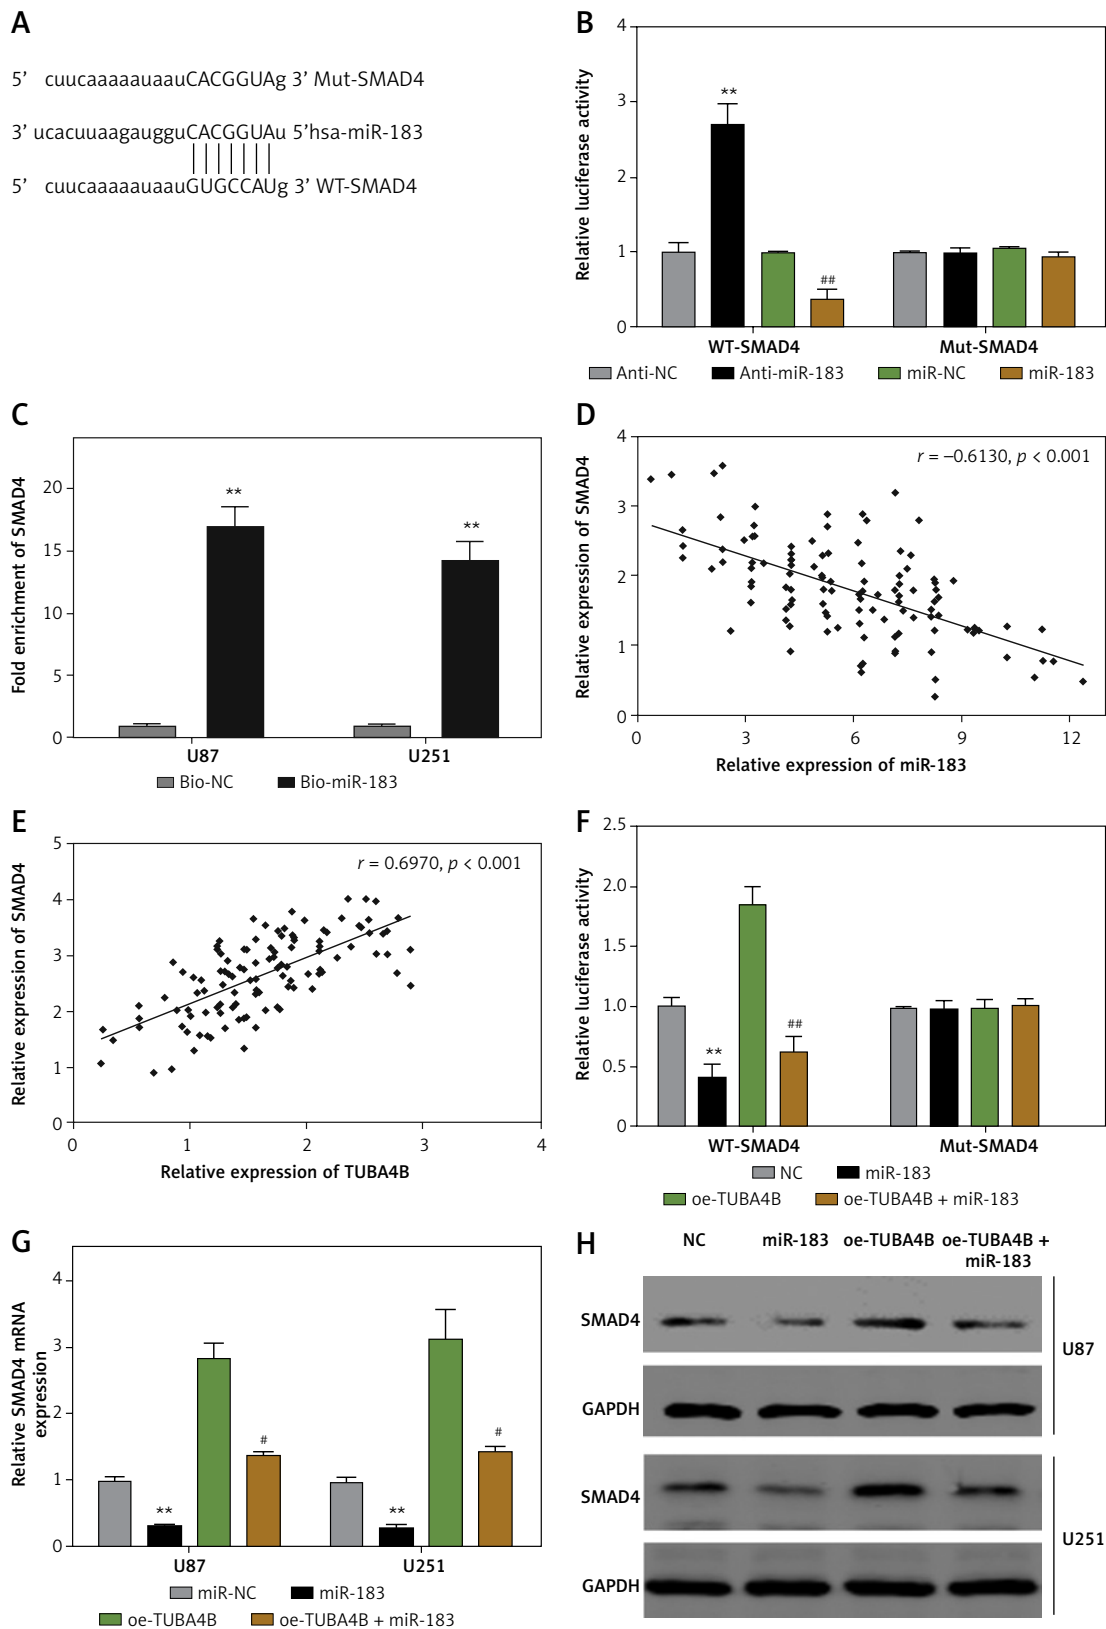 A
5' cuucaaaaauaauCACGGUAg 3' Mut-SMAD4
3' ucacuuaagaugguCACGGUAu 5'hsa-miR-183
5' cuucaaaaauaauGUGCCAUg 3' WT-SMAD4
B
Relative luciferase activity
4
3
2
1
0
**
##
WT-SMAD4 Mut-SMAD4
Anti-NC Anti-miR-183 miR-NC miR-183
C
Fold enrichment of SMAD4
20
15
10
5
0
** **
U87 U251
Bio-NC Bio-miR-183
D
Relative expression of SMAD4
r = –0.6130, p < 0.001
4
3
2
1
0
0 3 6 9 12
Relative expression of miR-183
E
Relative expression of SMAD4
r = 0.6970, p < 0.001
5
4
3
2
1
0
0 1 2 3 4
Relative expression of TUBA4B
F
Relative luciferase activity
2.5
2.0
1.5
1.0
0.5
0
** ##
WT-SMAD4 Mut-SMAD4
NC miR-183
oe-TUBA4B oe-TUBA4B + miR-183
G
Relative SMAD4 mRNA
expression
4
3
2
1
0
** # ** #
U87 U251
miR-NC miR-183
oe-TUBA4B oe-TUBA4B + miR-183
H
NC miR-183 oe-TUBA4B oe-TUBA4B +
miR-183
SMAD4
U87
GAPDH
SMAD4
U251
GAPDH